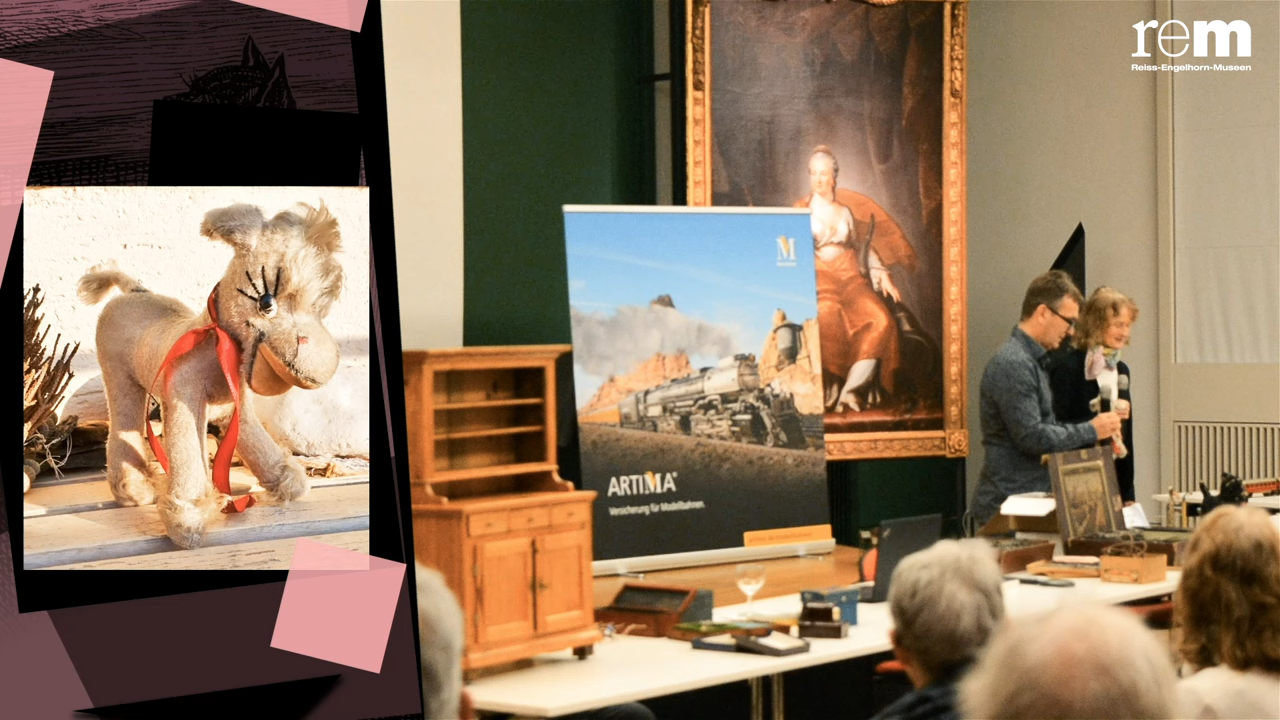 rem
Reiss-Engelhorn-Museen
M
ARTIMA®
Versicherung für Modellbahnen.